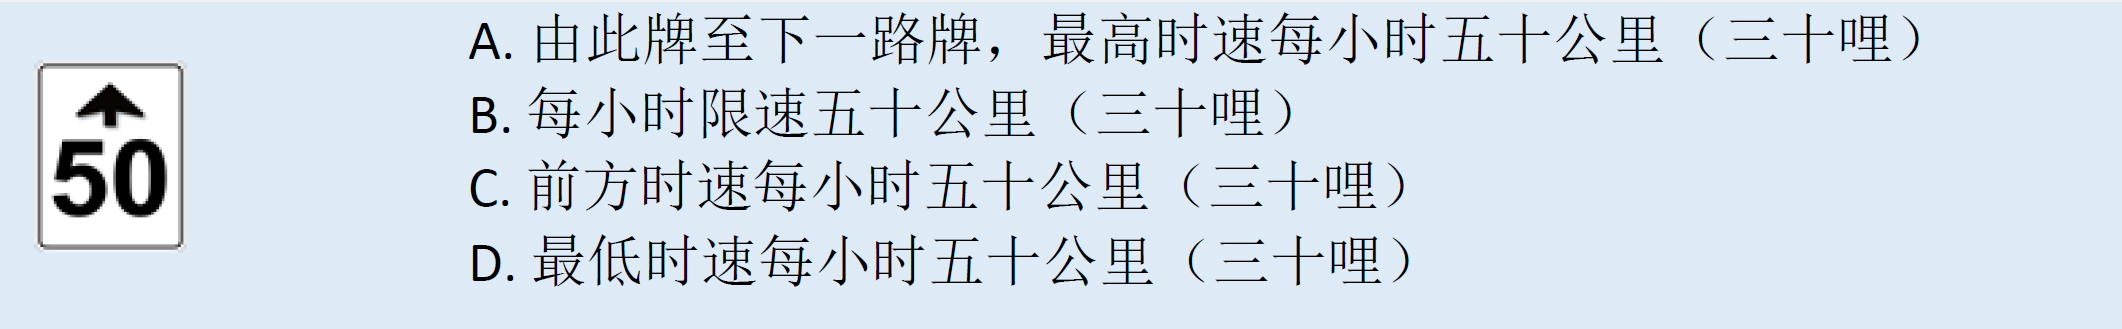 50
A. 由此牌至下一路牌，最高时速每小时五十公里（三十哩）
B. 每小时限速五十公里（三十哩）
C. 前方时速每小时五十公里（三十哩）
D. 最低时速每小时五十公里（三十哩）